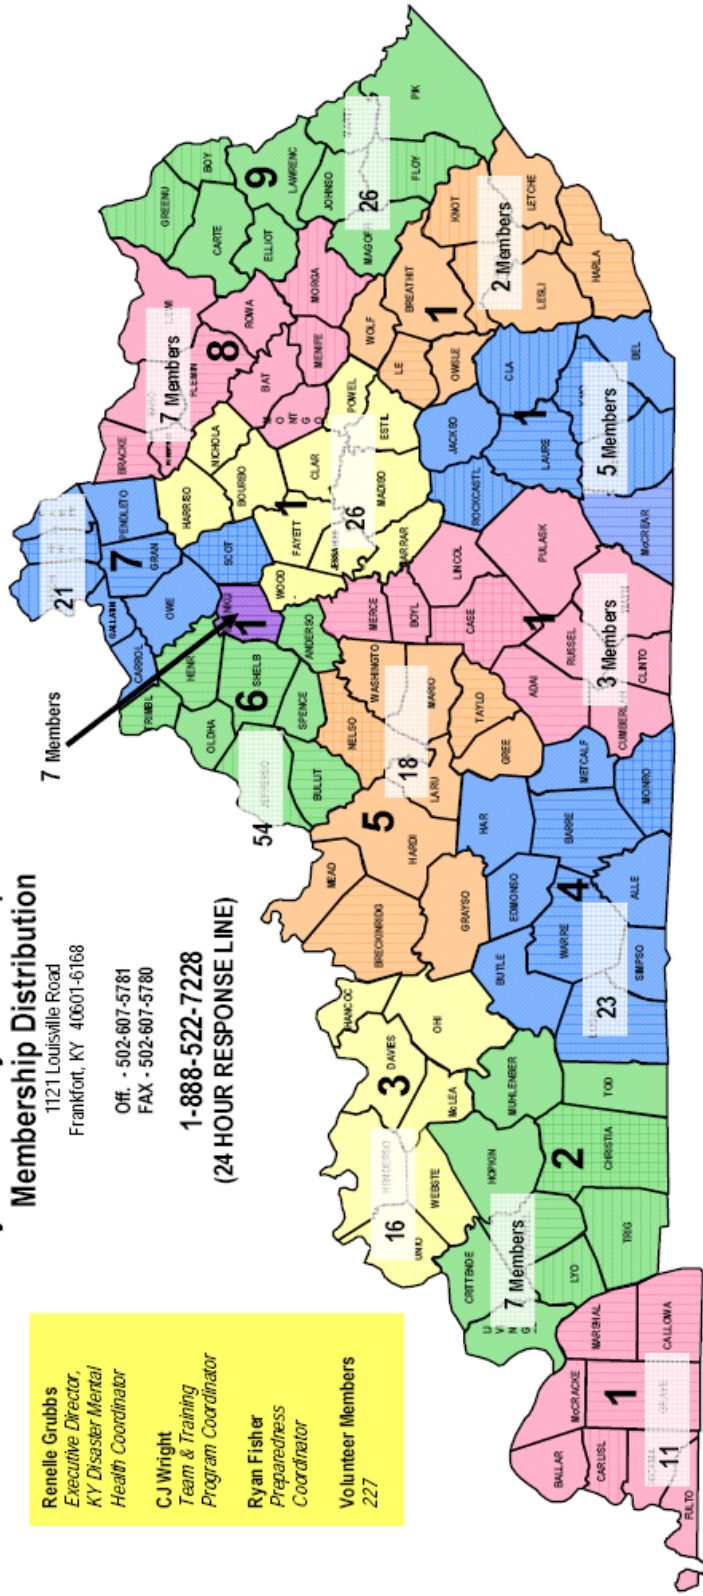 Membership Distribution
1121 Louisville Road
Frankfort, KY 40601-6168
Off. - 502-607-5781
FAX - 502-607-5780
1-888-522-7228
(24 HOUR RESPONSE LINE)
Renelle Grubbs
Executive Director,
KY Disaster Mental
Health Coordinator
CJ Wright
Team & Training
Program Coordinator
Ryan Fisher
Preparedness
Coordinator
Volunteer Members
227
7 Members
BALLAR
CARLISL
McCRACKE
FULTO
GRAVE
MARSHAL
CALLOWA
1
11
CRITTENDE
LYO
TRIG
HOPKIN
CHRISTIA
TOD
MUHLENBER
2
7 Members
UNIO
HENDERSO
WEBSTE
McLEA
DAVIES
HANCOC
OHI
3
16
BUTLE
EDMONSO
WARRE
SIMPSO
ALLE
BARRE
HAR
METCALF
MONRO
4
23
BRECKINRIDG
MEAD
GRAYSO
HARDI
LARU
NELSO
WASHINGTO
MARIO
TAYLO
GREE
5
18
JEFFERSO
BULLIT
OLDHA
TRIMBL
HENR
SHELB
SPENCE
ANDERSO
6
54
CARROL
GALLATIN
OWE
GRAN
PENDLETO
SCOT
7
21
1
BRACKE
FLEMIN
ROWA
BAT
MENIFE
MORGA
8
7 Members
GREENU
BOY
CARTE
ELLIOT
LAWRENC
JOHNSO
MAGOF
FLOY
PIK
9
26
WOLF
BREATHIT
LE
OWSLE
KNOT
LETCHE
LESLI
HARLA
1
2 Members
JACKSO
ROCKCASTL
LAURE
CLA
BEL
McCREAR
1
5 Members
MERCE
BOYL
LINCOL
CASE
PULASK
ADAI
RUSSEL
CUMBERLAN
CLINTO
1
3 Members
HARRISO
NICHOLA
BOURBO
WOOD
FAYETT
CLAR
POWEL
ESTIL
MADISO
1
26